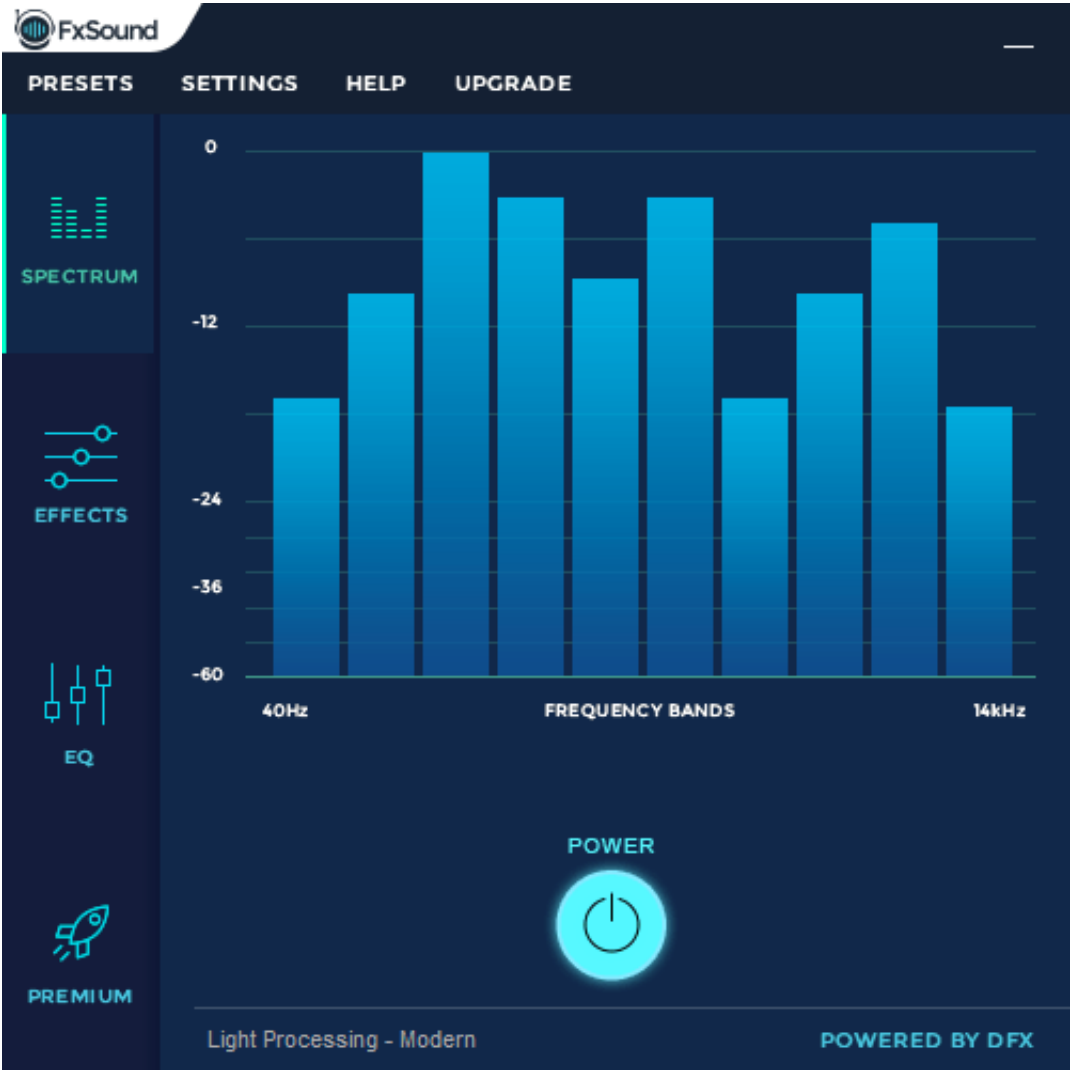 FxSound
PRESETS SETTINGS HELP UPGRADE
SPECTRUM
EFFECTS
EQ
PREMIUM
0
-12
-24
-36
-60
40Hz FREQUENCY BANDS 14kHz
POWER
Light Processing - Modern POWERED BY DFX